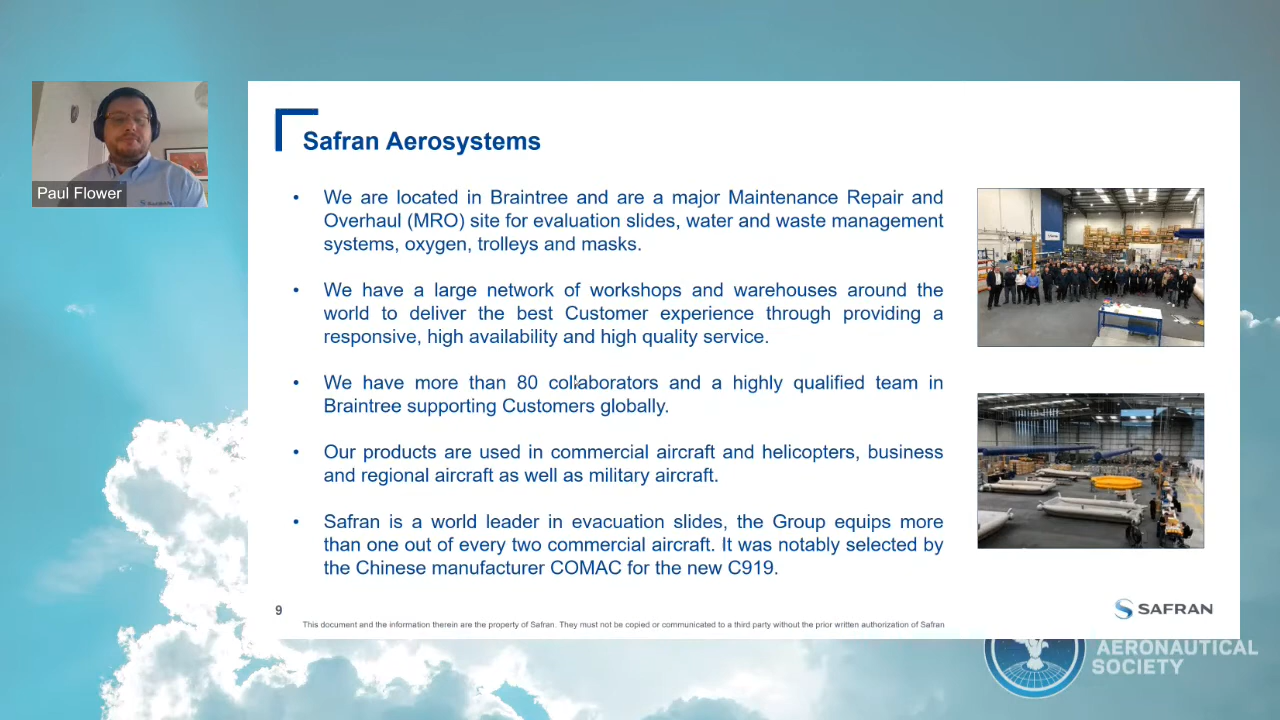 Paul Flower
Safran Aerosystems
• We are located in Braintree and are a major Maintenance Repair and
Overhaul (MRO) site for evaluation slides, water and waste management
systems, oxygen, trolleys and masks.
• We have a large network of workshops and warehouses around the
world to deliver the best Customer experience through providing a
responsive, high availability and high quality service.
• We have more than 80 collaborators and a highly qualified team in
Braintree supporting Customers globally.
• Our products are used in commercial aircraft and helicopters, business
and regional aircraft as well as military aircraft.
• Safran is a world leader in evacuation slides, the Group equips more
than one out of every two commercial aircraft. It was notably selected by
the Chinese manufacturer COMAC for the new C919.
9
This document and the information therein are the property of Safran. They must not be copied or communicated to a third party without the prior written authorization of Safran
SAFRAN
AERONAUTICAL
SOCIETY